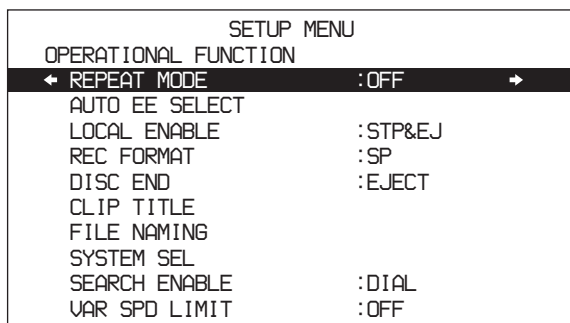 SETUP MENU
OPERATIONAL FUNCTION
← REPEAT MODE :OFF →
AUTO EE SELECT
LOCAL ENABLE :STP&EJ
REC FORMAT :SP
DISC END :EJECT
CLIP TITLE
FILE NAMING
SYSTEM SEL
SEARCH ENABLE :DIAL
VAR SPD LIMIT :OFF